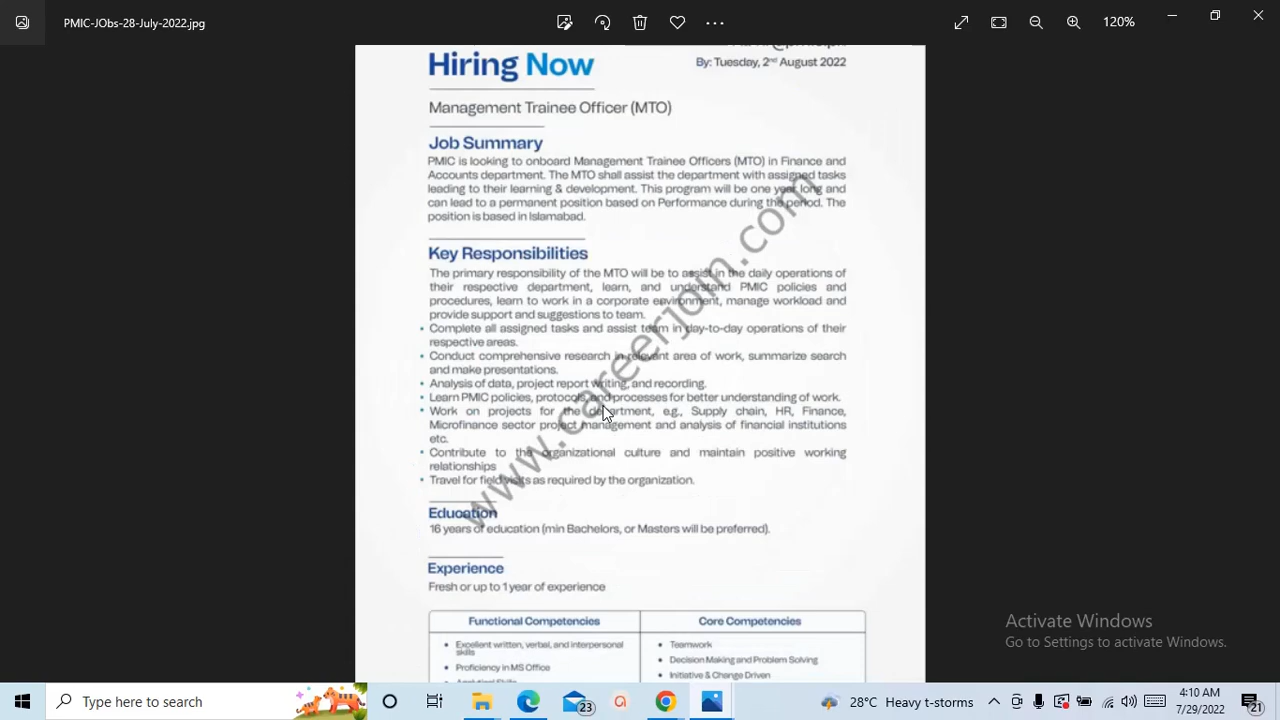 PMIC-JObs-28-July-2022.jpg
120%
Hiring Now
By: Tuesday, 2nd August 2022
Management Trainee Officer (MTO)
Job Summary
PMIC is looking to onboard Management Trainee Officers (MTO) in Finance and
Accounts department. The MTO shall assist the department with assigned tasks
leading to their learning & development. This program will be one year long and
can lead to a permanent position based on Performance during the period. The
position is based in Islamabad.
Key Responsibilities
The primary responsibility of the MTO will be to assist in the daily operations of
their respective department, learn, and understand PMIC policies and
procedures, learn to work in a corporate environment, manage workload and
provide support and suggestions to team.
• Complete all assigned tasks and assist team in day-to-day operations of their
respective areas.
• Conduct comprehensive research in relevant area of work, summarize search
and make presentations.
• Analysis of data, project report writing, and recording.
• Learn PMIC policies, protocols, and processes for better understanding of work.
• Work on projects for the department, e.g., Supply chain, HR, Finance,
Microfinance sector project management and analysis of financial institutions
etc.
• Contribute to the organizational culture and maintain positive working
relationships
• Travel for field visits as required by the organization.
www.careerjoin.com
Education
16 years of education (min Bachelors, or Masters will be preferred).
Experience
Fresh or up to 1 year of experience
Functional Competencies
Core Competencies
• Excellent written, verbal, and interpersonal
skills
• Proficiency in MS Office
• Teamwork
• Decision Making and Problem Solving
• Initiative & Change Driven
Activate Windows
Go to Settings to activate Windows.
Type here to search
23
28°C Heavy t-storms
4:10 AM
7/29/2022
21